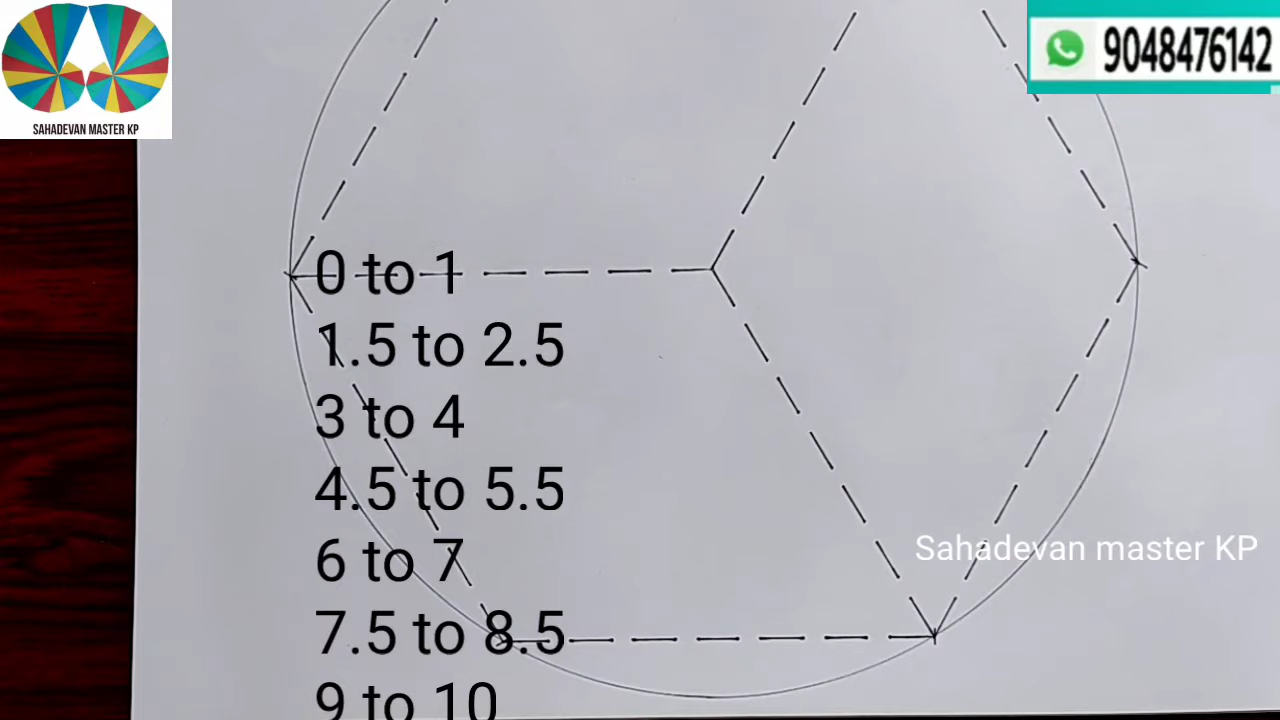 SAHADEVAN MASTER KP
9048476142
0 to 1
1.5 to 2.5
3 to 4
4.5 to 5.5
6 to 7
Sahadevan master KP
7.5 to 8.5
9 to 10